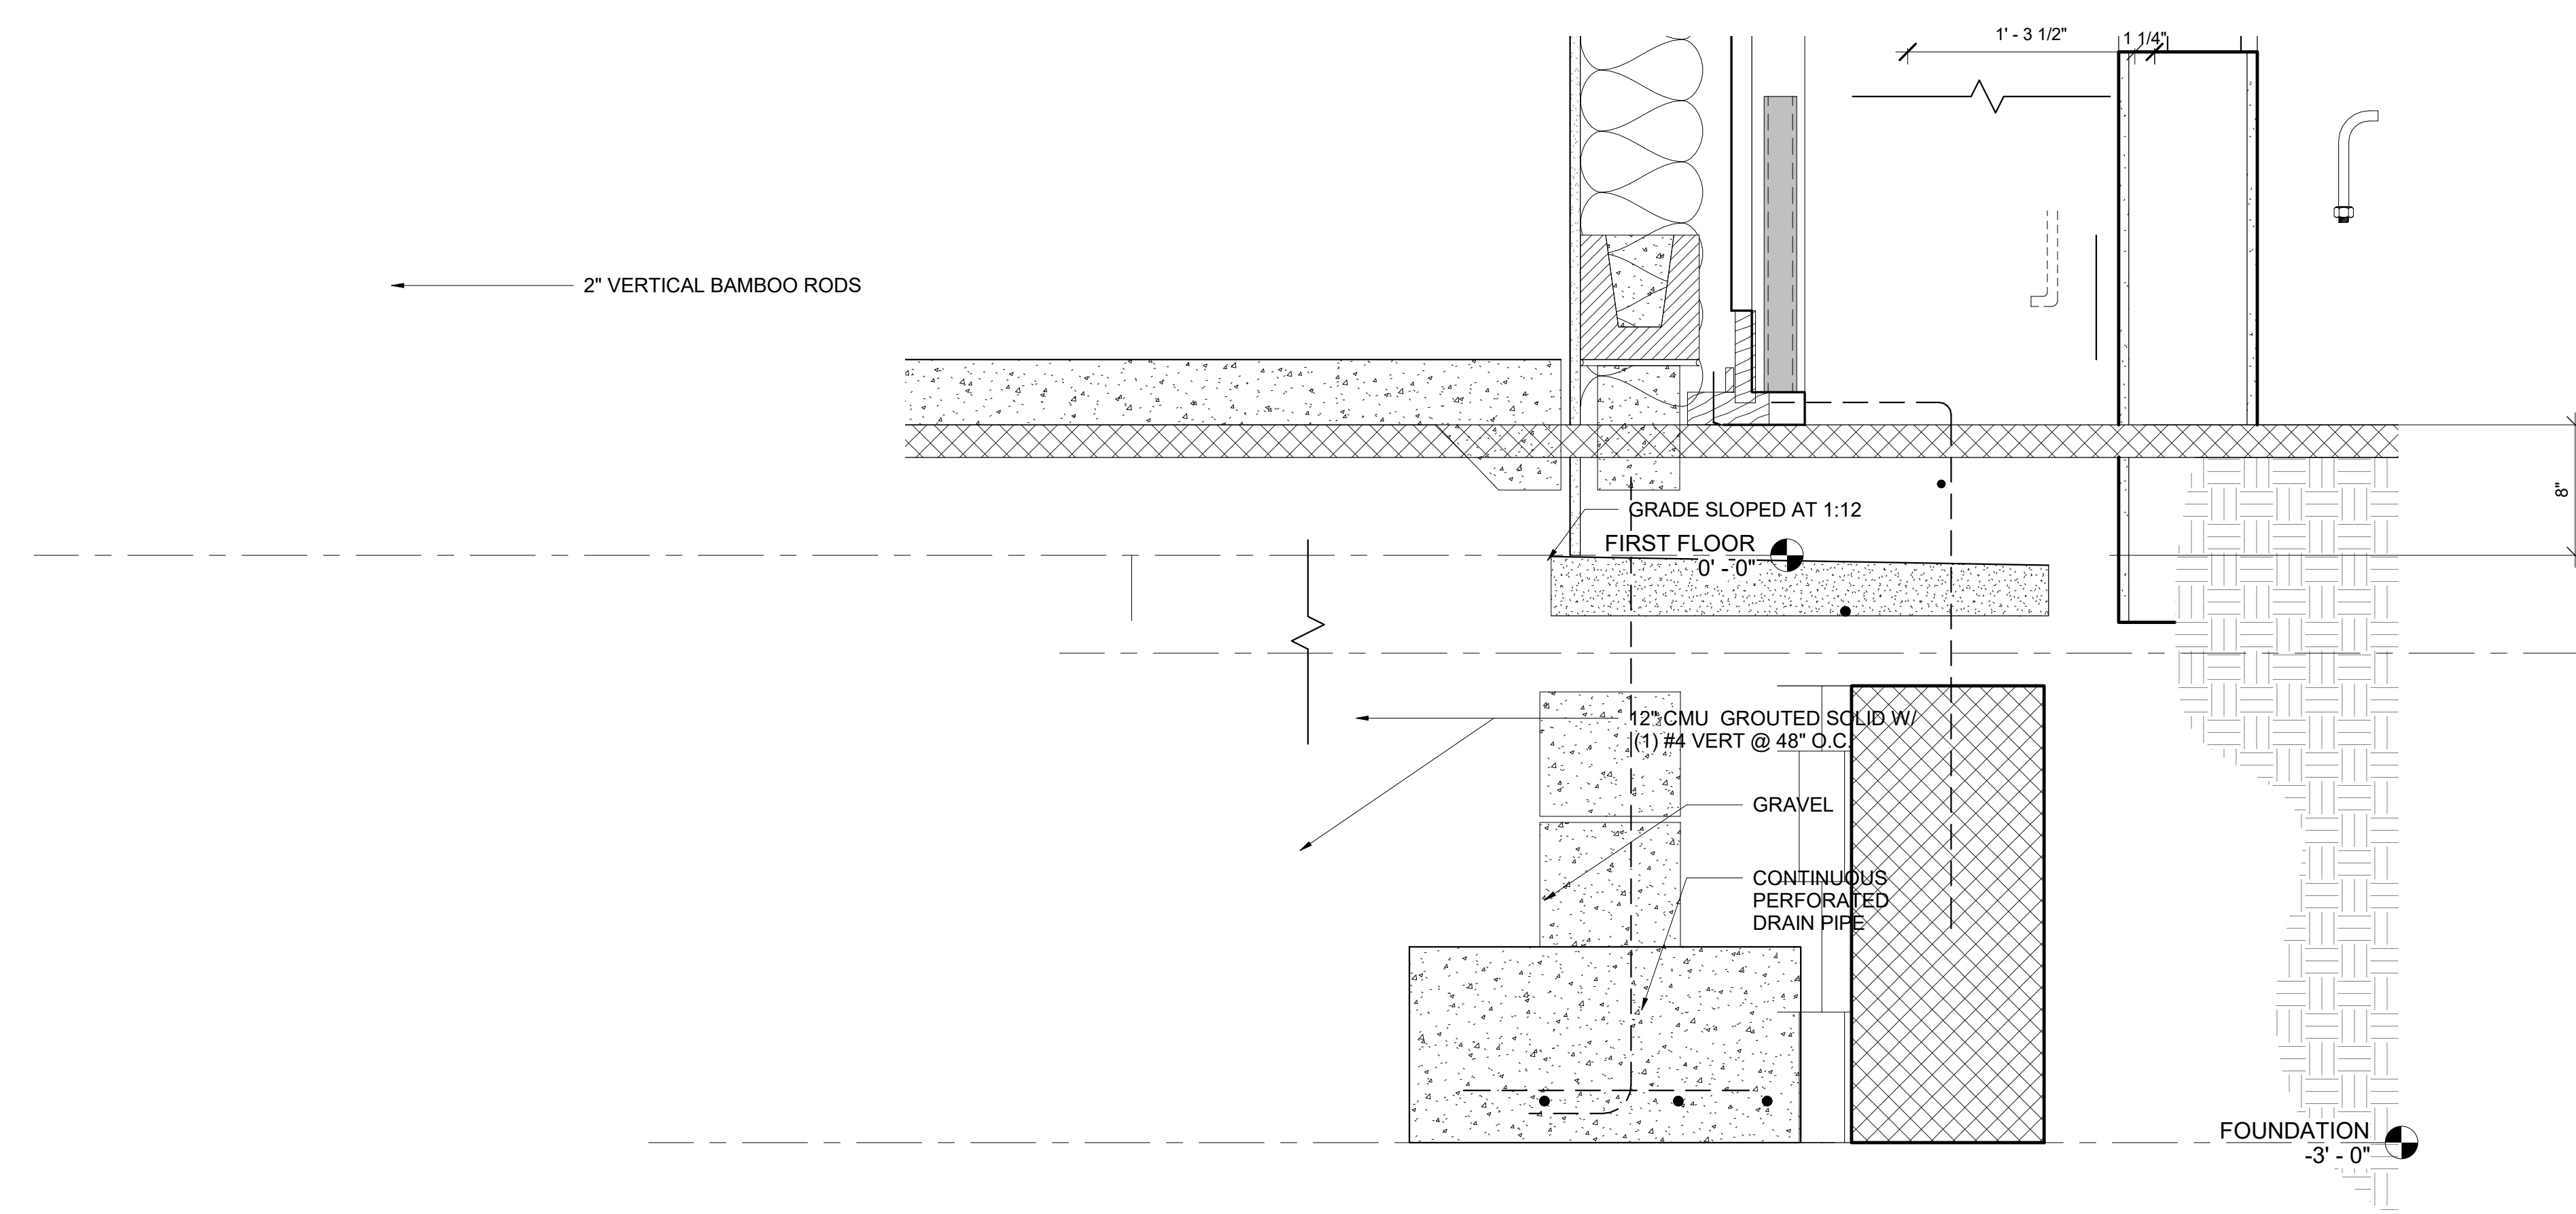 1' - 3 1/2"
1 1/4"
2" VERTICAL BAMBOO RODS
8"
GRADE SLOPED AT 1:12
FIRST FLOOR
0' - 0"
12" CMU GROUTED SOLID W/
(1) #4 VERT @ 48" O.C.
GRAVEL
CONTINUOUS
PERFORATED
DRAIN PIPE
FOUNDATION
-3' - 0"